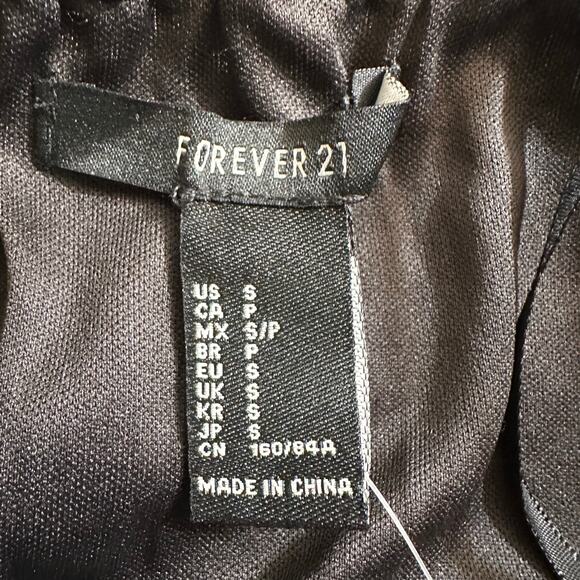 FOREVER 21
US S
CA P
MX S/P
BR P
EU S
UK S
KR S
JP S
CN 160/84A
MADE IN CHINA